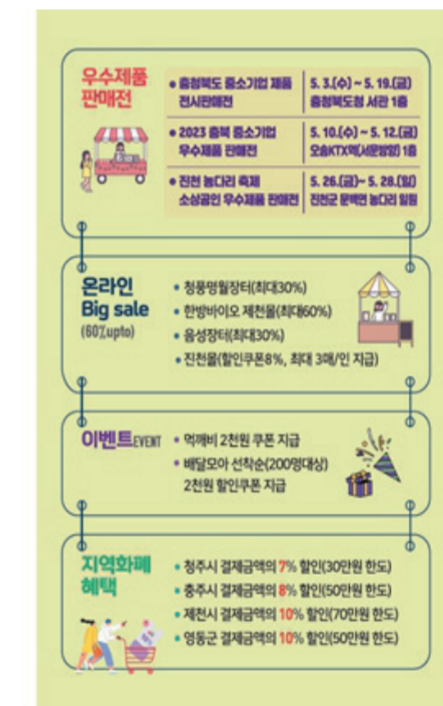 우수제품
판매전
• 충청북도 중소기업 제품
전시판매전
5. 3.(수) ~ 5. 19.(금)
충청북도청 서관 1층
• 2023 충북 중소기업
우수제품 판매전
5. 10.(수) ~ 5. 12.(금)
오송KTX역(서문방향) 1층
• 진천 농다리 축제
소상공인 우수제품 판매전
5. 26.(금)~ 5. 28.(일)
진천군 문백면 농다리 일원
온라인
Big sale
(60%upto)
• 청풍명월장터(최대30%)
• 한방바이오 제천몰(최대60%)
• 음성장터(최대30%)
• 진천몰(할인쿠폰8%, 최대 3매/인 지급)
이벤트EVENT
• 먹깨비 2천원 쿠폰 지급
• 배달모아 선착순(200명대상)
2천원 할인쿠폰 지급
지역화폐
혜택
• 청주시 결제금액의 7% 할인(30만원 한도)
• 충주시 결제금액의 8% 할인(50만원 한도)
• 제천시 결제금액의 10% 할인(70만원 한도)
• 영동군 결제금액의 10% 할인(50만원 한도)